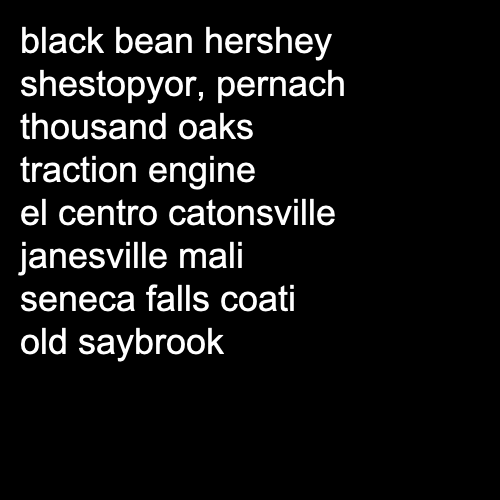 black bean hershey
shestopyor, pernach
thousand oaks
traction engine
el centro catonsville
janesville mali
seneca falls coati
old saybrook